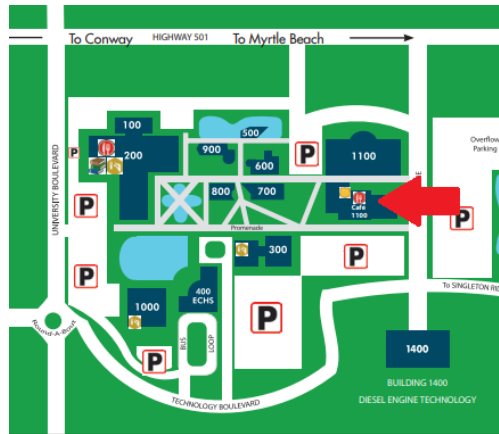 To Conway HIGHWAY 501 To Myrtle Beach
100
500
P
200
900
P
1100
Overflow
Parking
600
UNIVERSITY BOULEVARD
P
800
700
Café
1100
P
Promenade
300
P
P
400
ECHS
To SINGLETON RID
1000
P
Round-A-Bout
BUS
LOOP
P
1400
BUILDING 1400
DIESEL ENGINE TECHNOLOGY
TECHNOLOGY BOULEVARD